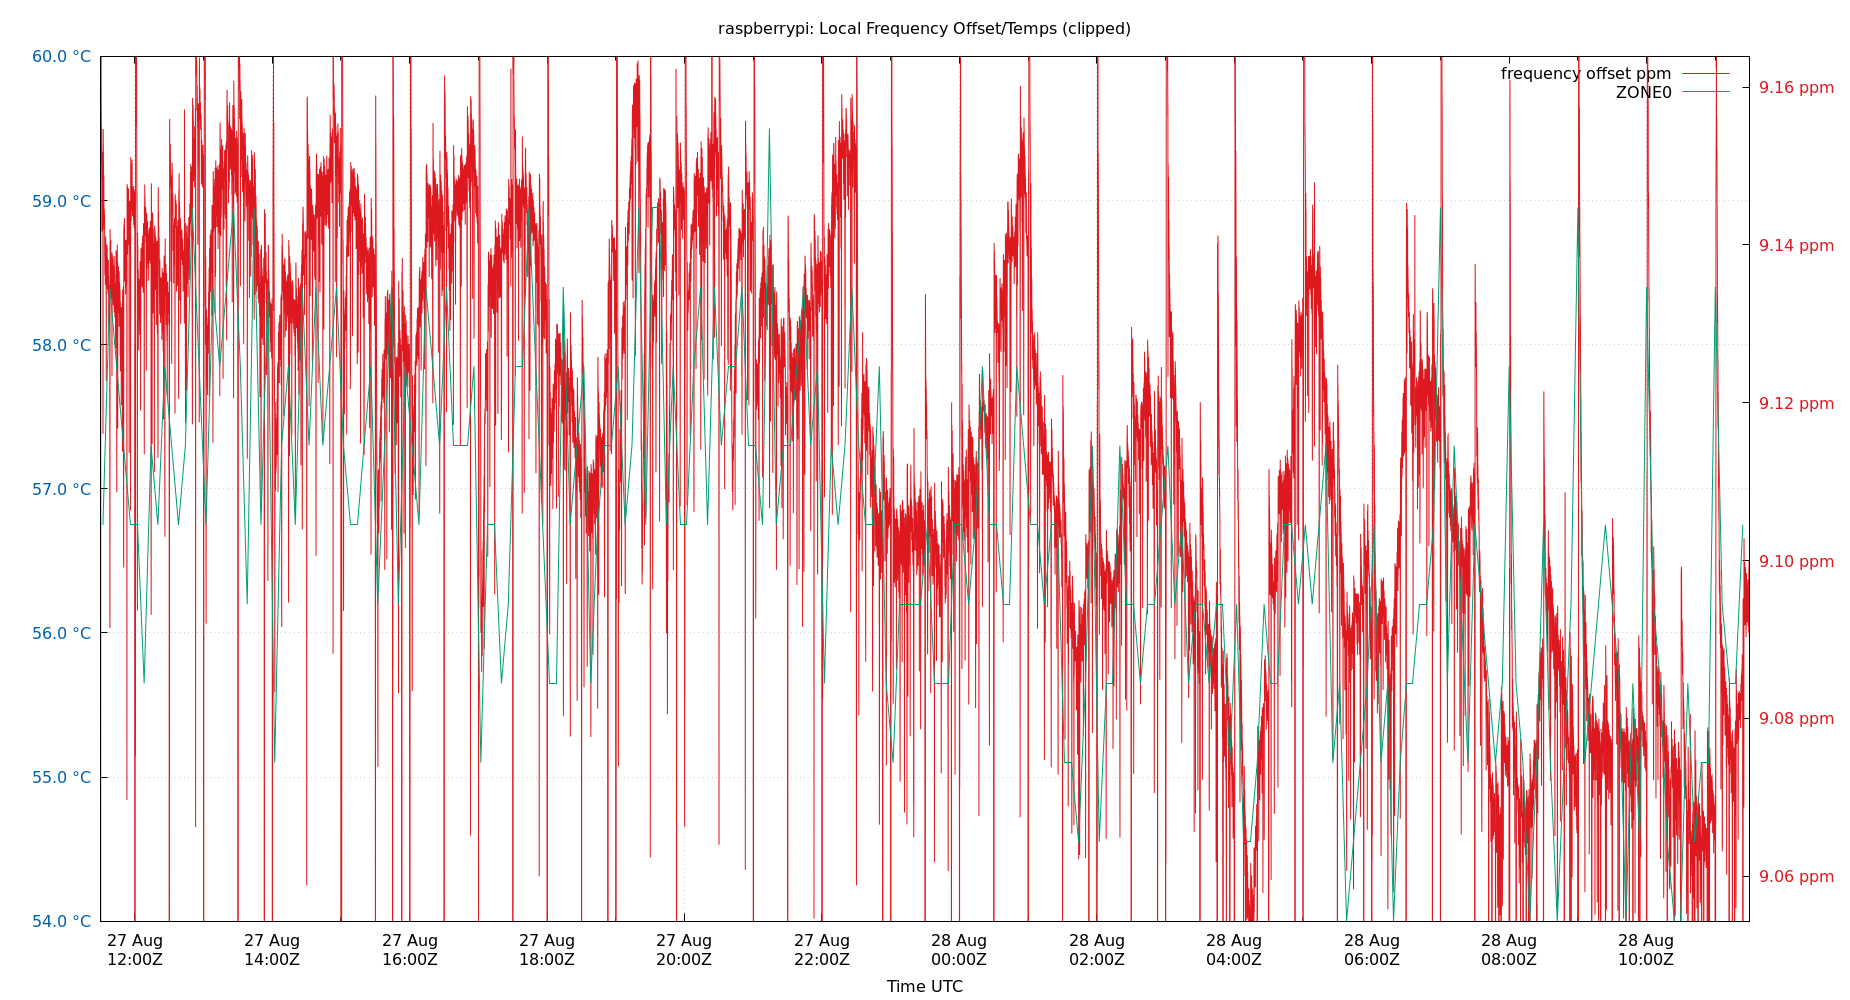 raspberrypi: Local Frequency Offset/Temps (clipped)
60.0 °C
59.0 °C
58.0 °C
57.0 °C
56.0 °C
55.0 °C
54.0 °C
frequency offset ppm
ZONE0
9.16 ppm
9.14 ppm
9.12 ppm
9.10 ppm
9.08 ppm
9.06 ppm
27 Aug 27 Aug 27 Aug 27 Aug 27 Aug 27 Aug 28 Aug 28 Aug 28 Aug 28 Aug 28 Aug 28 Aug
12:00Z 14:00Z 16:00Z 18:00Z 20:00Z 22:00Z 00:00Z 02:00Z 04:00Z 06:00Z 08:00Z 10:00Z
Time UTC